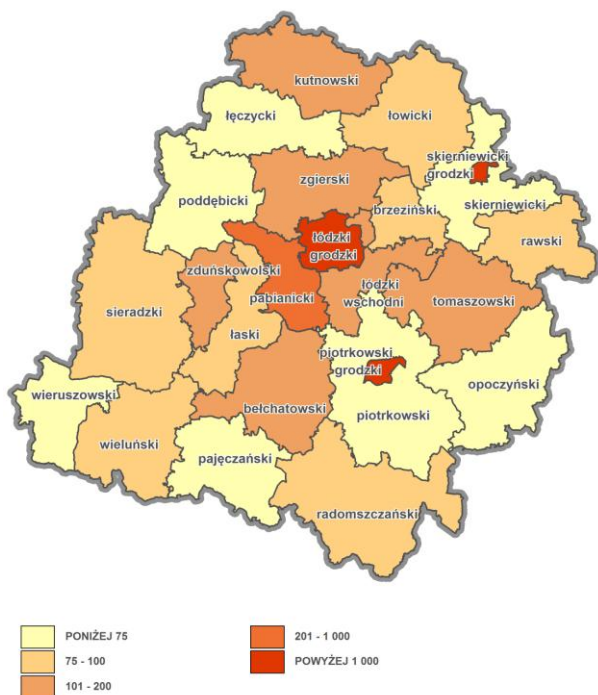 kutnowski
łęczycki
łowicki
skierniewicki
grodzki
zgierski
poddębicki
brzeziński
skierniewicki
łódzki
grodzki
rawski
zduńskowolski
łódzki
wschodni
pabianicki
tomaszowski
sieradzki
łaski
piotrkowski
grodzki
opoczyński
wieruszowski
bełchatowski
piotrkowski
wieluński
pajęczański
radomszczański
PONIŻEJ 75
75 - 100
101 - 200
201 - 1 000
POWYŻEJ 1 000